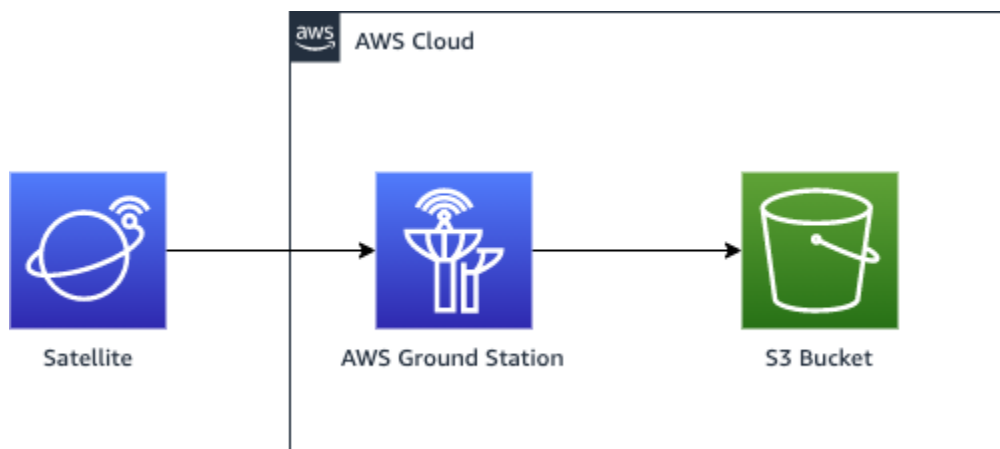 aws
AWS Cloud
Satellite
AWS Ground Station
S3 Bucket